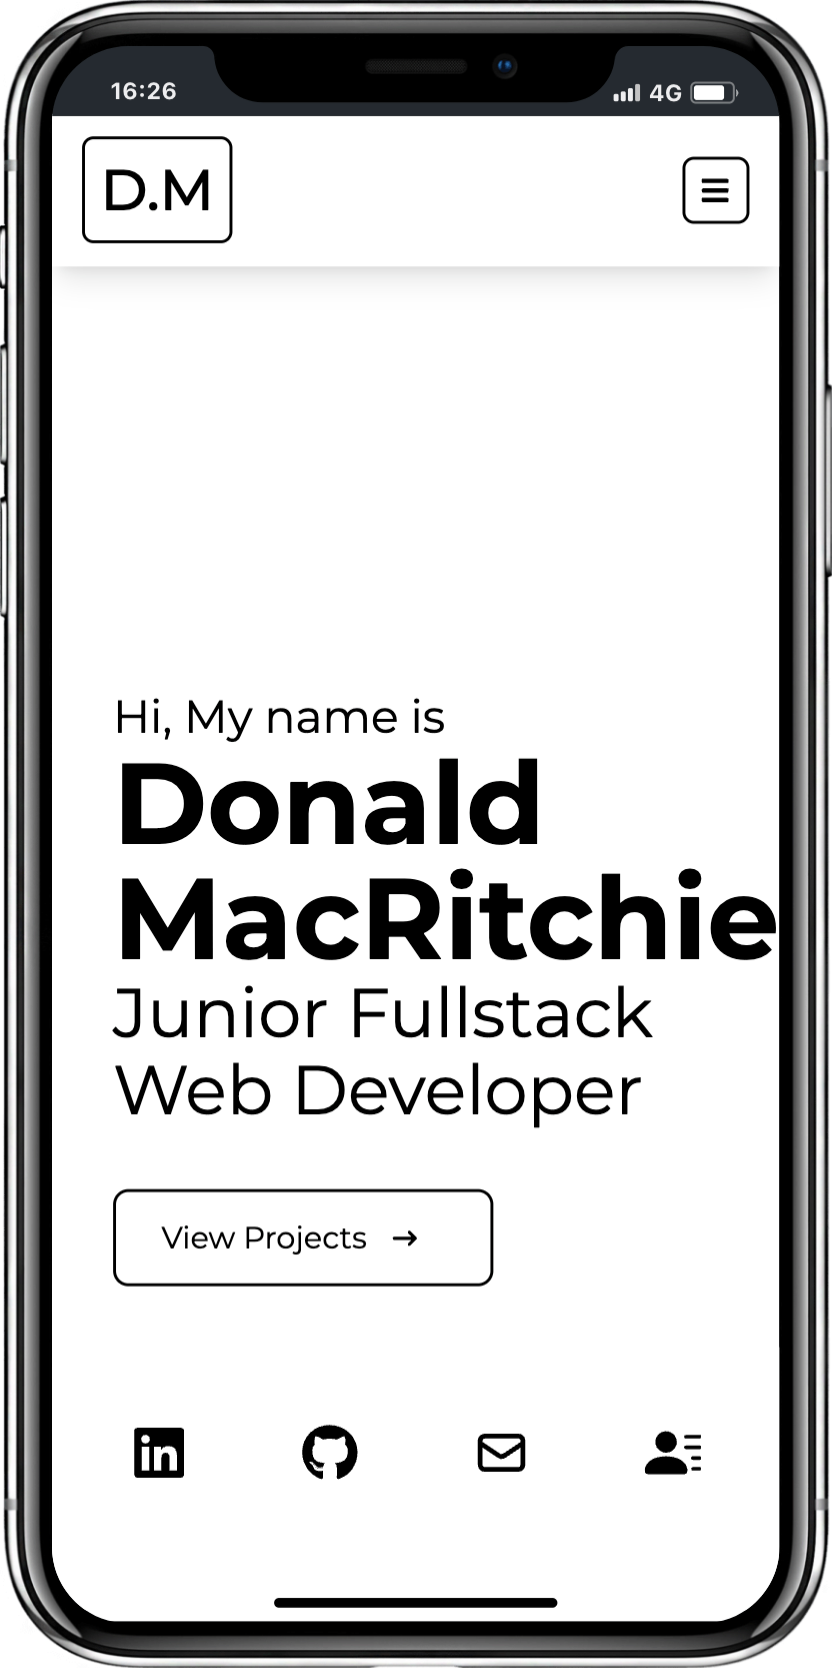 16:26
4G
D.M
Hi, My name is
Donald
MacRitchie
Junior Fullstack
Web Developer
View Projects →
in